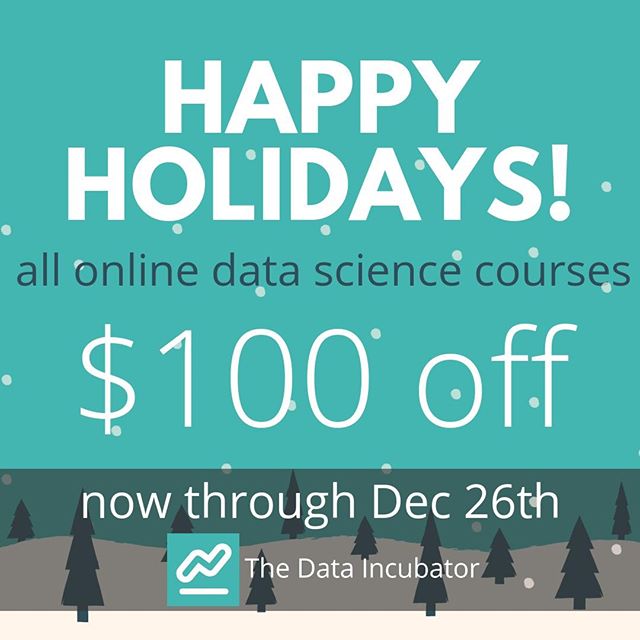 HAPPY
HOLIDAYS!
all online data science courses
$100 off
now through Dec 26th
The Data Incubator